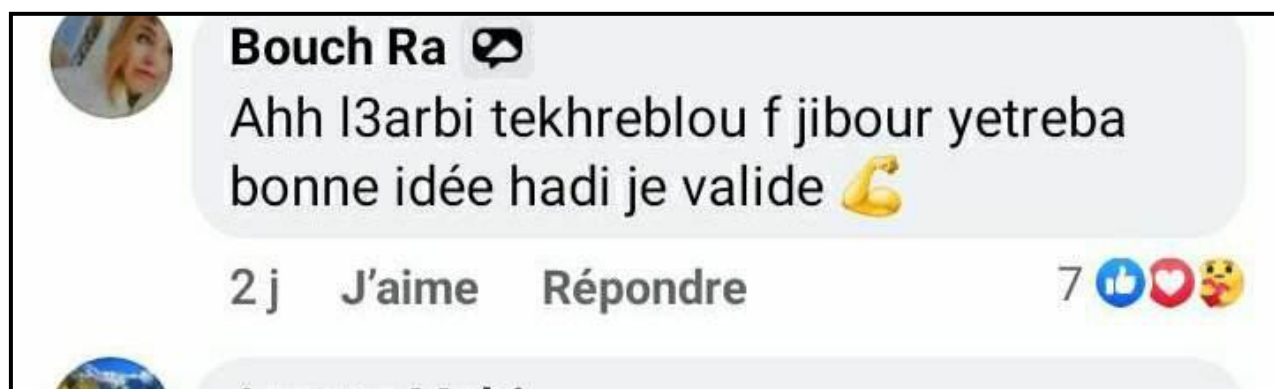 Bouch Ra
Ahh l3arbi tekhreblou f jibour yetreba
bonne idée hadi je valide 💪
2 j J'aime Répondre 7